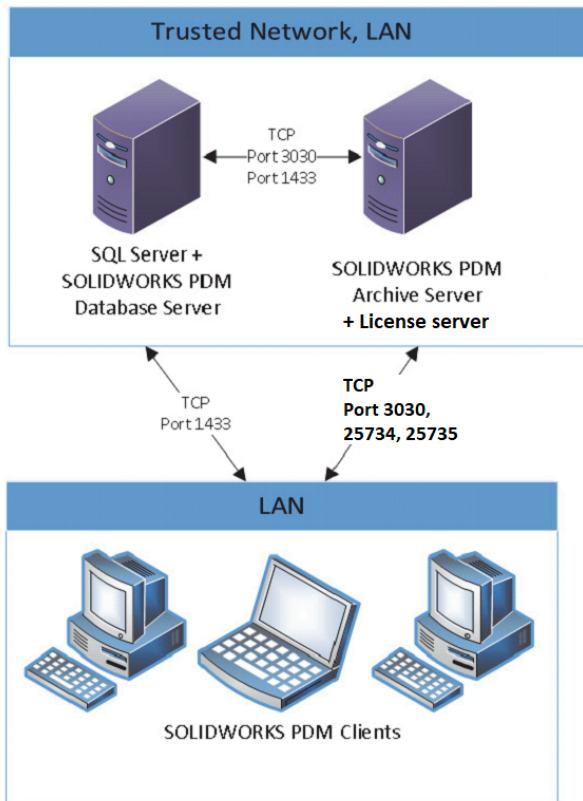 Trusted Network, LAN
TCP
Port 3030
Port 1433
SQL Server +
SOLIDWORKS PDM
Database Server
SOLIDWORKS PDM
Archive Server
+ License server
TCP
Port 1433
TCP
Port 3030,
25734, 25735
LAN
SOLIDWORKS PDM Clients